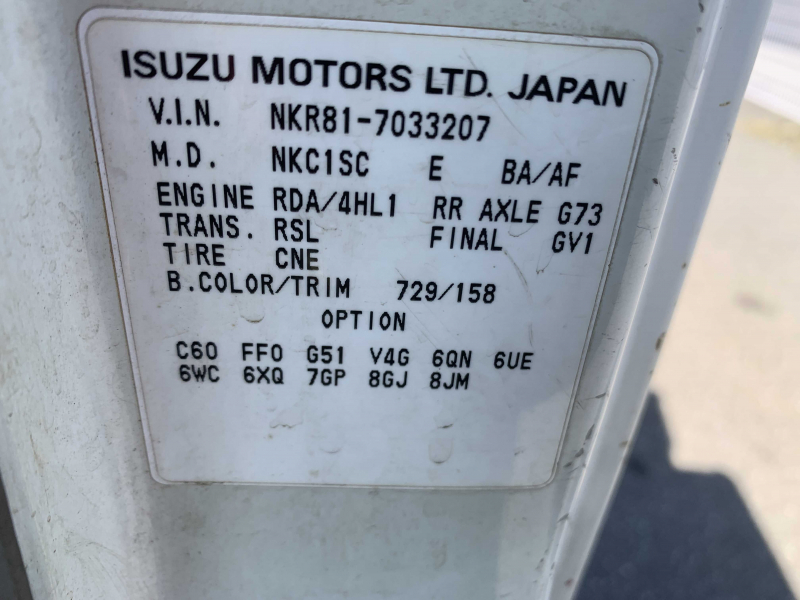 ISUZU MOTORS LTD. JAPAN
V.I.N. NKR81-7033207
M.D. NKC1SC E BA/AF
ENGINE RDA/4HL1 RR AXLE G73
TRANS. RSL FINAL GV1
TIRE CNE
B.COLOR/TRIM 729/158
OPTION
C60 FF0 G51 V4G 6QN 6UE
6WC 6XQ 7GP 8GJ 8JM